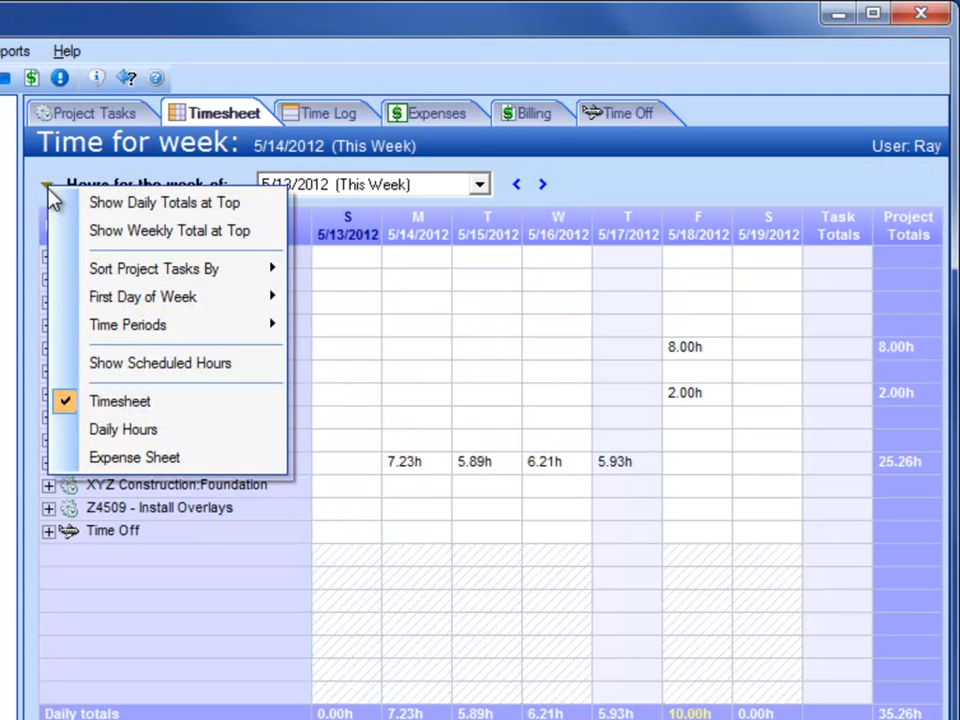 ports Help
Project Tasks Timesheet Time Log Expenses Billing Time Off
Time for week: 5/14/2012 (This Week) User: Ray
Hours for the week of: 5/13/2012 (This Week) < >
Show Daily Totals at Top
Show Weekly Total at Top
Sort Project Tasks By
First Day of Week
Time Periods
Show Scheduled Hours
Timesheet
Daily Hours
Expense Sheet
S M T W T F S Task Project
5/13/2012 5/14/2012 5/15/2012 5/16/2012 5/17/2012 5/18/2012 5/19/2012 Totals Totals
8.00h 8.00h
2.00h 2.00h
7.23h 5.89h 6.21h 5.93h 25.26h
XYZ Construction:Foundation
Z4509 - Install Overlays
Time Off
Daily totals 0.00h 7.23h 5.89h 6.21h 5.93h 10.00h 0.00h 35.26h